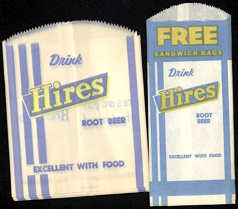 Drink
Hires
ROOT BEER
EXCELLENT WITH FOOD
FREE
SANDWICH BAGS
Drink
Hires
ROOT
BEER
EXCELLENT WITH FOOD